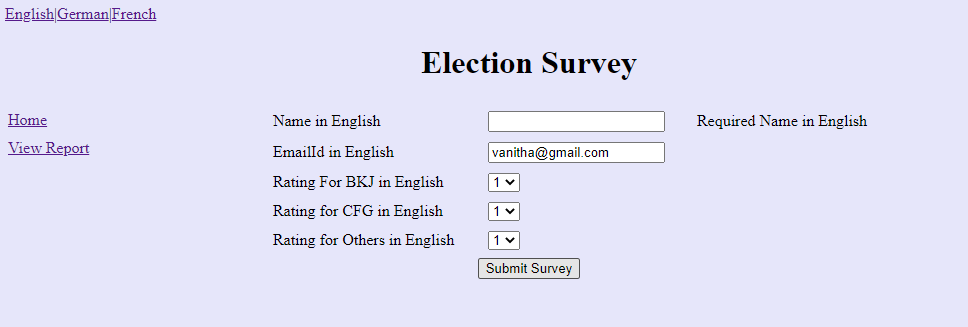 English|German|French
Election Survey
Home
View Report
Name in English
Required Name in English
EmailId in English
vanitha@gmail.com
Rating For BKJ in English
1
Rating for CFG in English
1
Rating for Others in English
1
Submit Survey